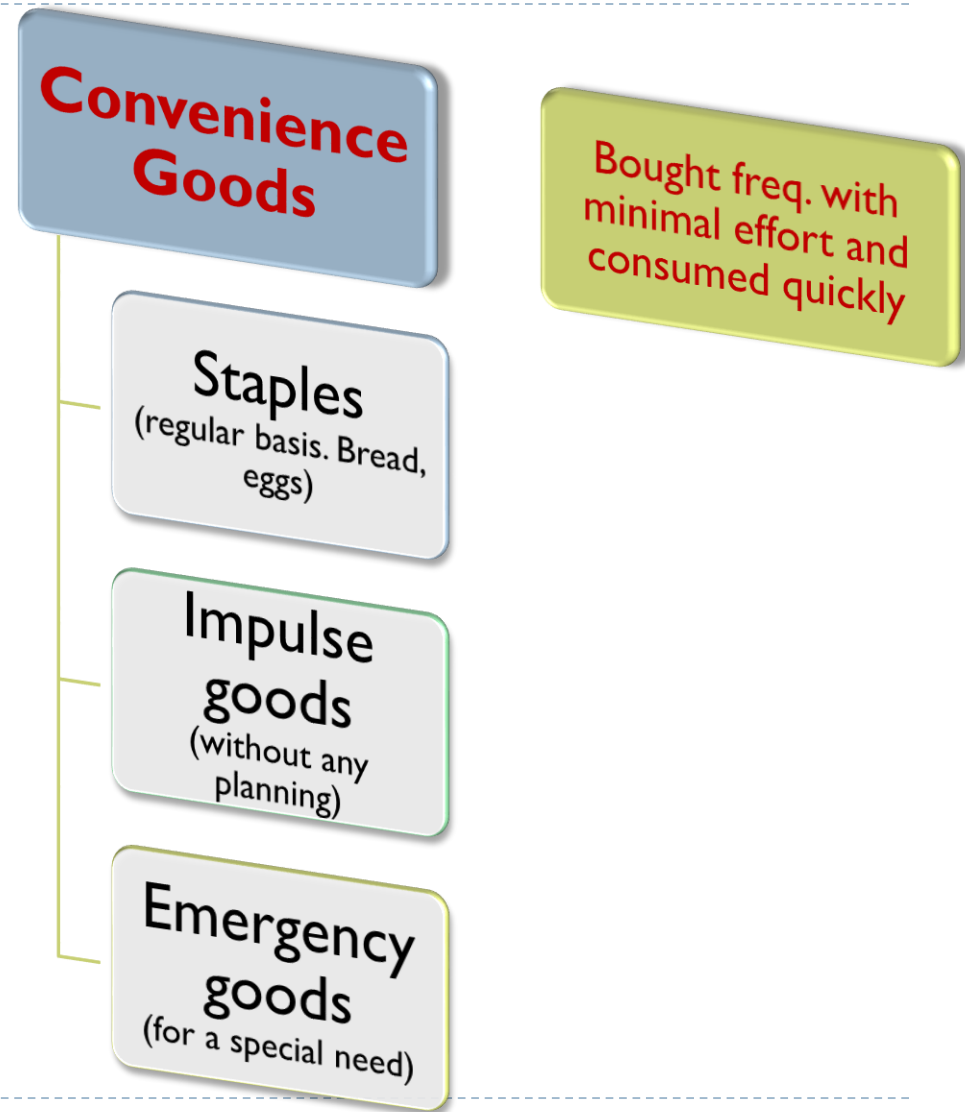 Convenience
Goods
Bought freq. with
minimal effort and
consumed quickly
Staples
(regular basis. Bread,
eggs)
Impulse
goods
(without any
planning)
Emergency
goods
(for a special need)